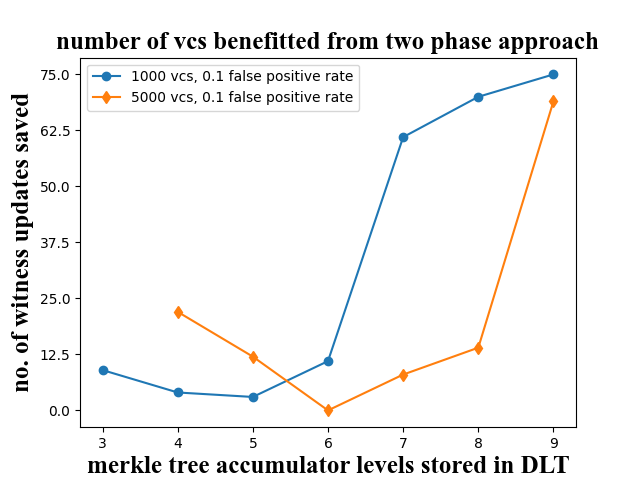 number of vcs benefitted from two phase approach
1000 vcs, 0.1 false positive rate
5000 vcs, 0.1 false positive rate
no. of witness updates saved
75.0
62.5
50.0
37.5
25.0
12.5
0.0
3 4 5 6 7 8 9
merkle tree accumulator levels stored in DLT